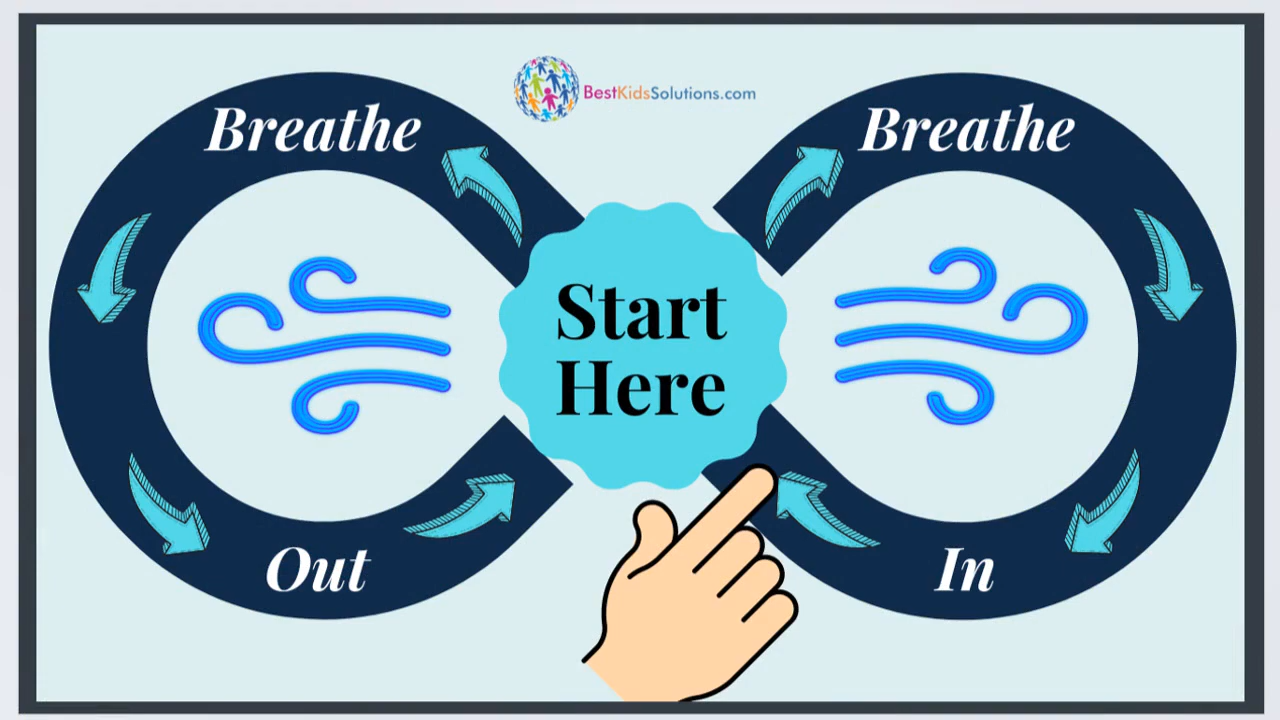 BestKidsSolutions.com
Breathe
Out
Start
Here
Breathe
In